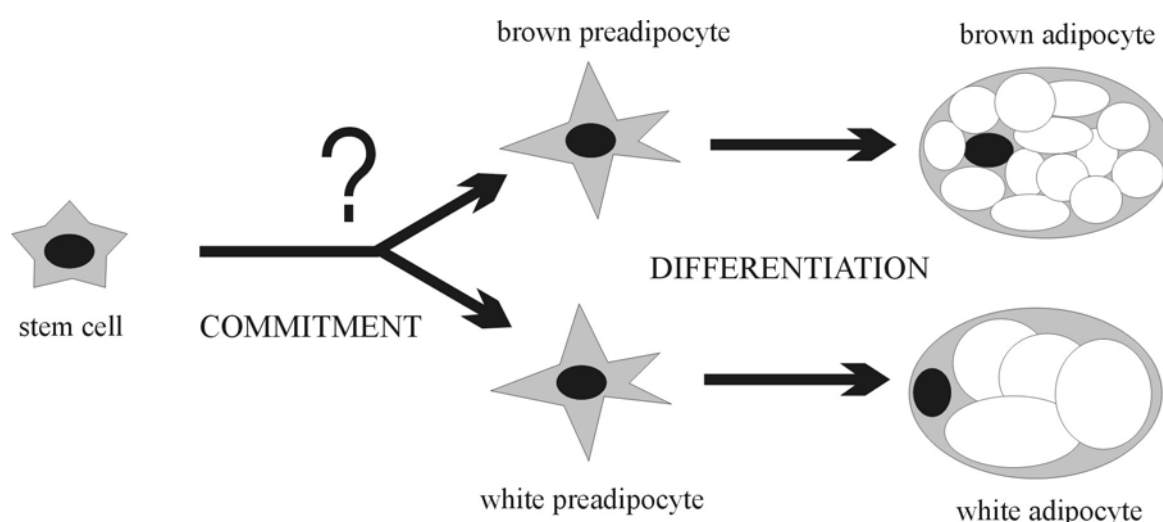 brown preadipocyte
brown adipocyte
?
stem cell
COMMITMENT
DIFFERENTIATION
white preadipocyte
white adipocyte